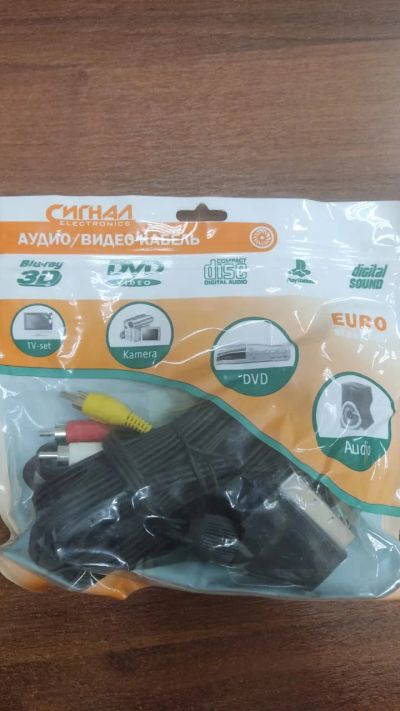 СИГНАЛ
ELECTRONICS
АУДИО/ВИДЕО КАБЕЛЬ
Blu-ray
3D
DVD
VIDEO
COMPACT
disc
DIGITAL AUDIO
PlayStation
digital
SOUND
TV-set
Kamera
DVD
EURO
Audio